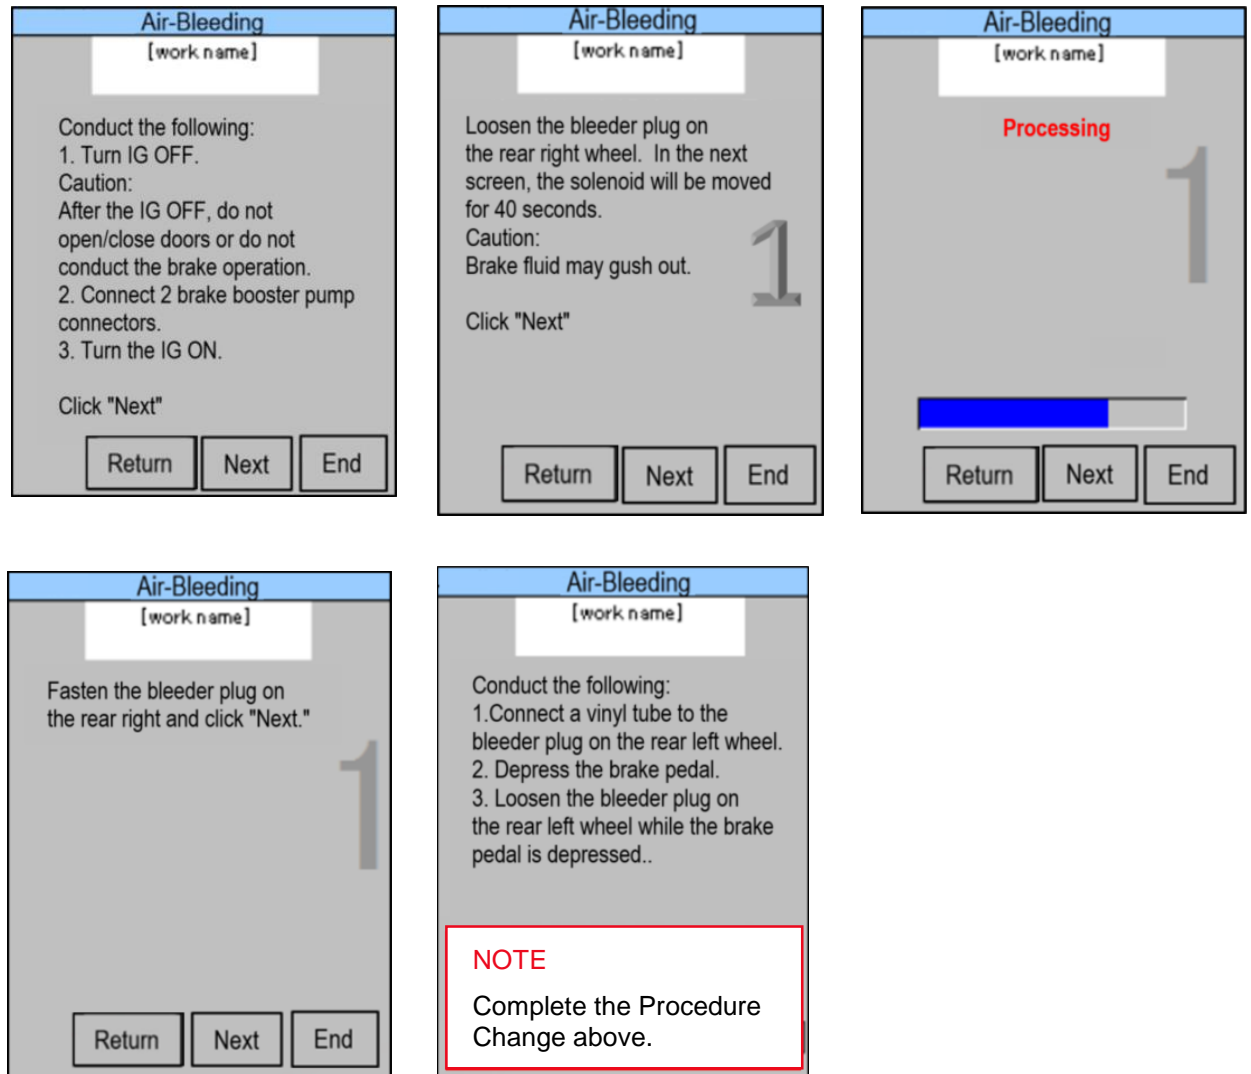 Air-Bleeding
[work name]
Conduct the following:
1. Turn IG OFF.
Caution:
After the IG OFF, do not
open/close doors or do not
conduct the brake operation.
2. Connect 2 brake booster pump
connectors.
3. Turn the IG ON.
Click "Next"
Return Next End
Air-Bleeding
[work name]
Loosen the bleeder plug on
the rear right wheel. In the next
screen, the solenoid will be moved
for 40 seconds.
Caution:
Brake fluid may gush out.
1
Click "Next"
Return Next End
Air-Bleeding
[work name]
Processing
1
Return Next End
Air-Bleeding
[work name]
Fasten the bleeder plug on
the rear right and click "Next."
1
Return Next End
Air-Bleeding
[work name]
Conduct the following:
1.Connect a vinyl tube to the
bleeder plug on the rear left wheel.
2. Depress the brake pedal.
3. Loosen the bleeder plug on
the rear left wheel while the brake
pedal is depressed..
NOTE
Complete the Procedure
Change above.